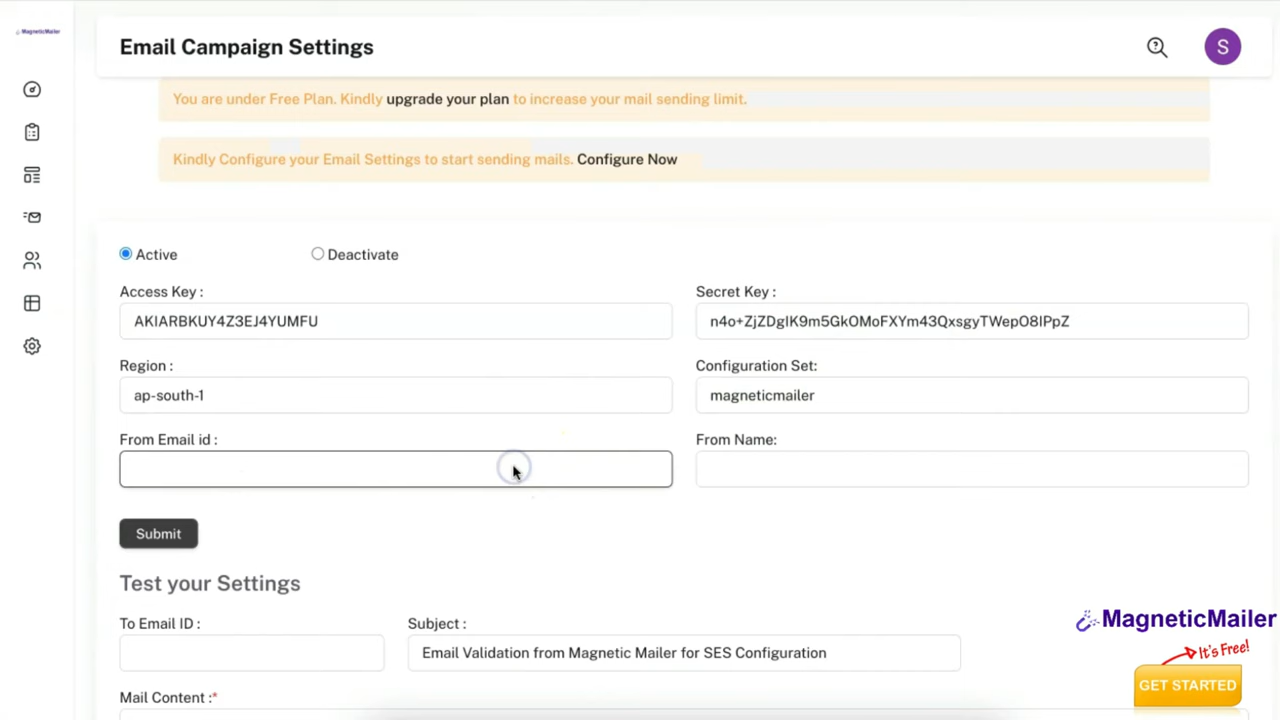 MagneticMailer
Email Campaign Settings
S
You are under Free Plan. Kindly upgrade your plan to increase your mail sending limit.
Kindly Configure your Email Settings to start sending mails. Configure Now
Active
Deactivate
Access Key :
Secret Key :
AKIARBKUY4Z3EJ4YUMFU
n4o+ZjZDglK9m5GkOMoFXYm43QxsgyTWepO8lPpZ
Region :
Configuration Set:
ap-south-1
magneticmailer
From Email id :
From Name:
Submit
Test your Settings
To Email ID :
Subject :
Email Validation from Magnetic Mailer for SES Configuration
Mail Content :*
MagneticMailer
It's Free!
GET STARTED